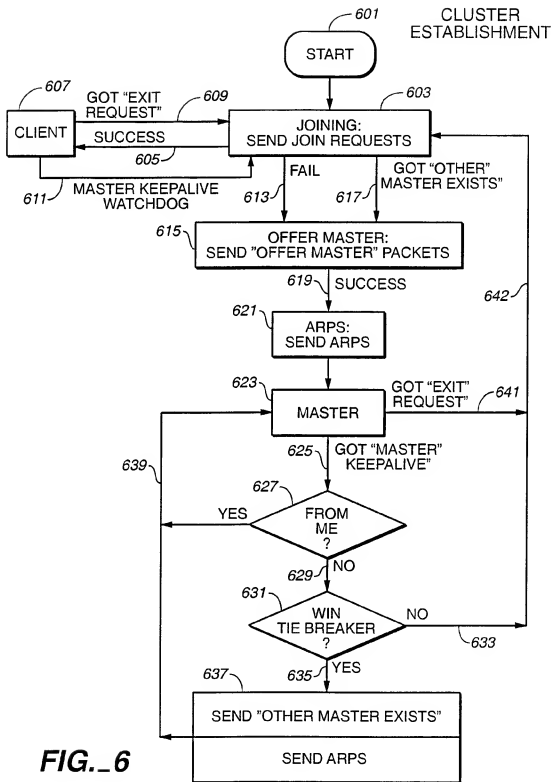 CLUSTER
ESTABLISHMENT
601
START
607
CLIENT
GOT "EXIT
REQUEST"
609
SUCCESS
605
611
MASTER KEEPALIVE
WATCHDOG
603
JOINING:
SEND JOIN REQUESTS
613
FAIL
617
GOT "OTHER"
MASTER EXISTS"
615
OFFER MASTER:
SEND "OFFER MASTER" PACKETS
619
SUCCESS
642
621
ARPS:
SEND ARPS
623
MASTER
GOT "EXIT"
REQUEST"
641
639
625
GOT "MASTER"
KEEPALIVE"
627
YES
FROM
ME
?
629
NO
631
WIN
TIE BREAKER
?
NO
633
635
YES
637
SEND "OTHER MASTER EXISTS"
SEND ARPS
FIG._6